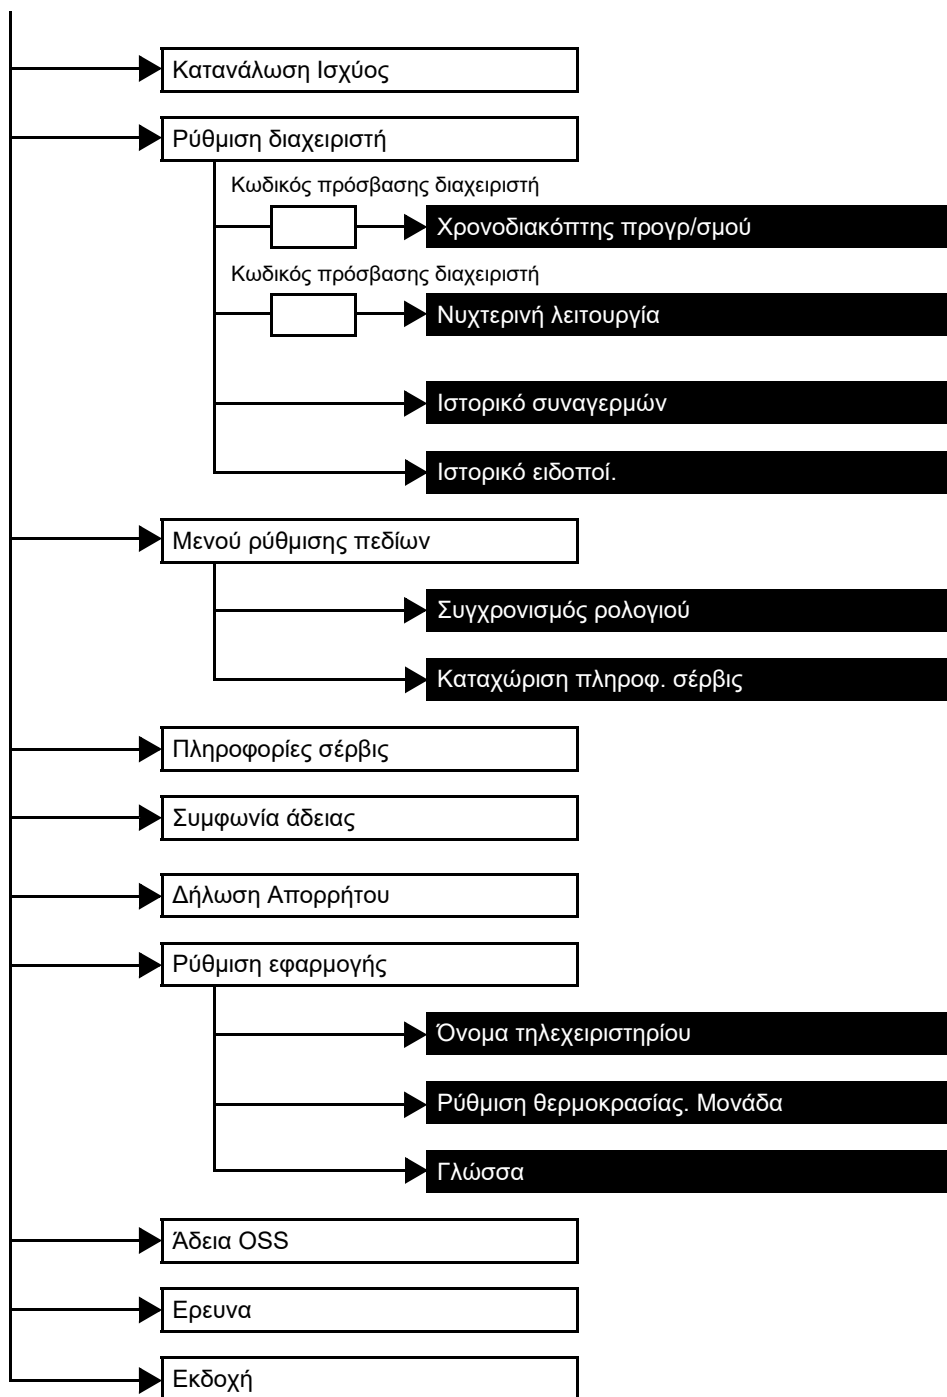 Κατανάλωση Ισχύος
Ρύθμιση διαχειριστή
Κωδικός πρόσβασης διαχειριστή
Χρονοδιακόπτης προγρ/σμού
Κωδικός πρόσβασης διαχειριστή
Νυχτερινή λειτουργία
Ιστορικό συναγερμών
Ιστορικό ειδοποί.
Μενού ρύθμισης πεδίων
Συγχρονισμός ρολογιού
Καταχώριση πληροφ. σέρβις
Πληροφορίες σέρβις
Συμφωνία άδειας
Δήλωση Απορρήτου
Ρύθμιση εφαρμογής
Όνομα τηλεχειριστηρίου
Ρύθμιση θερμοκρασίας. Μονάδα
Γλώσσα
Άδεια OSS
Ερευνα
Εκδοχή